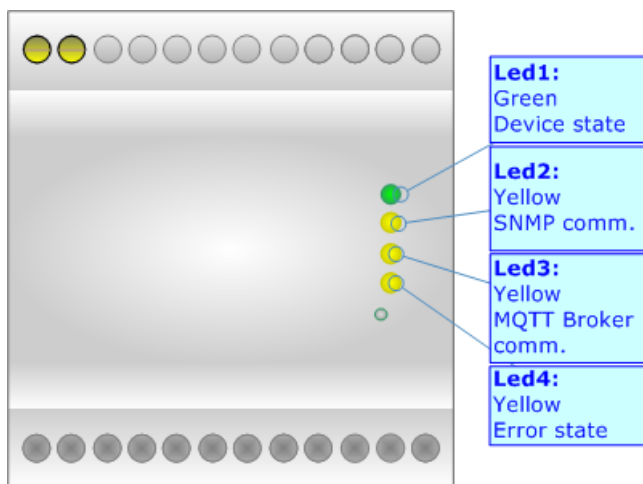 Led1:
Green
Device state
Led2:
Yellow
SNMP comm.
Led3:
Yellow
MQTT Broker
comm.
Led4:
Yellow
Error state